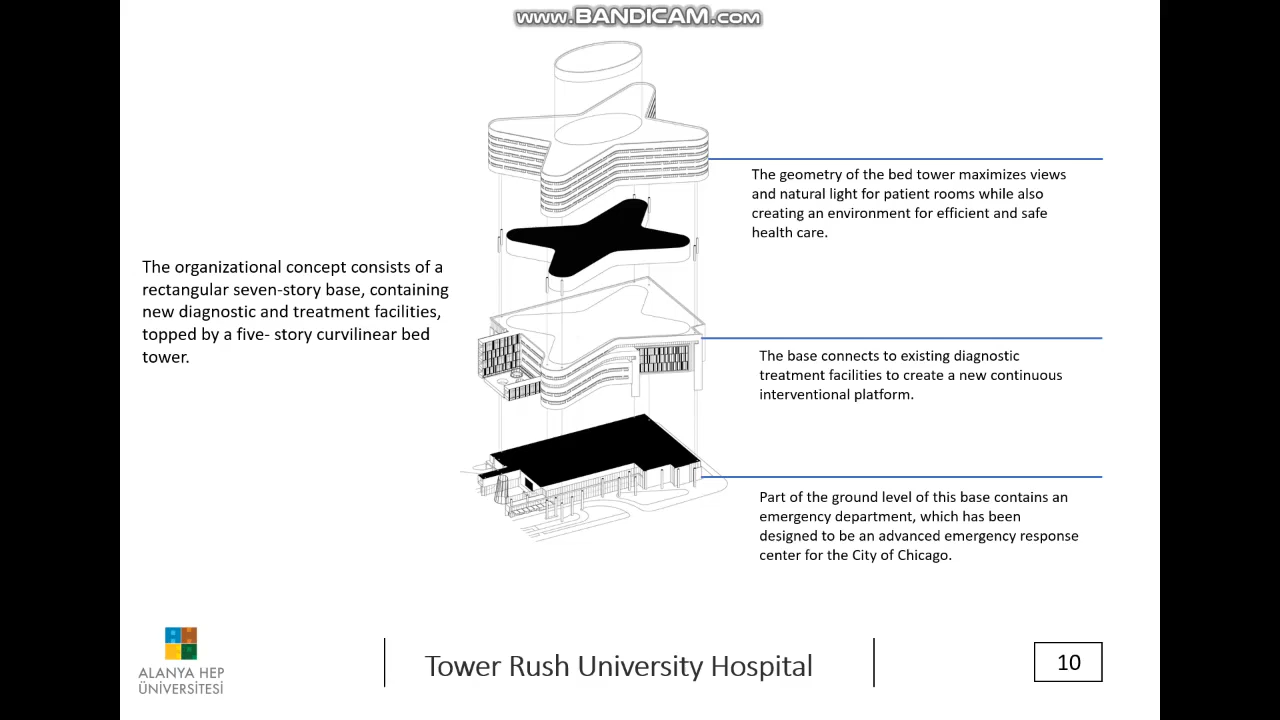 www.BANDICAM.com
The geometry of the bed tower maximizes views
and natural light for patient rooms while also
creating an environment for efficient and safe
health care.
The organizational concept consists of a
rectangular seven-story base, containing
new diagnostic and treatment facilities,
topped by a five- story curvilinear bed
tower.
The base connects to existing diagnostic
treatment facilities to create a new continuous
interventional platform.
Part of the ground level of this base contains an
emergency department, which has been
designed to be an advanced emergency response
center for the City of Chicago.
ALANYA HEP
ÜNİVERSİTESİ
Tower Rush University Hospital
10